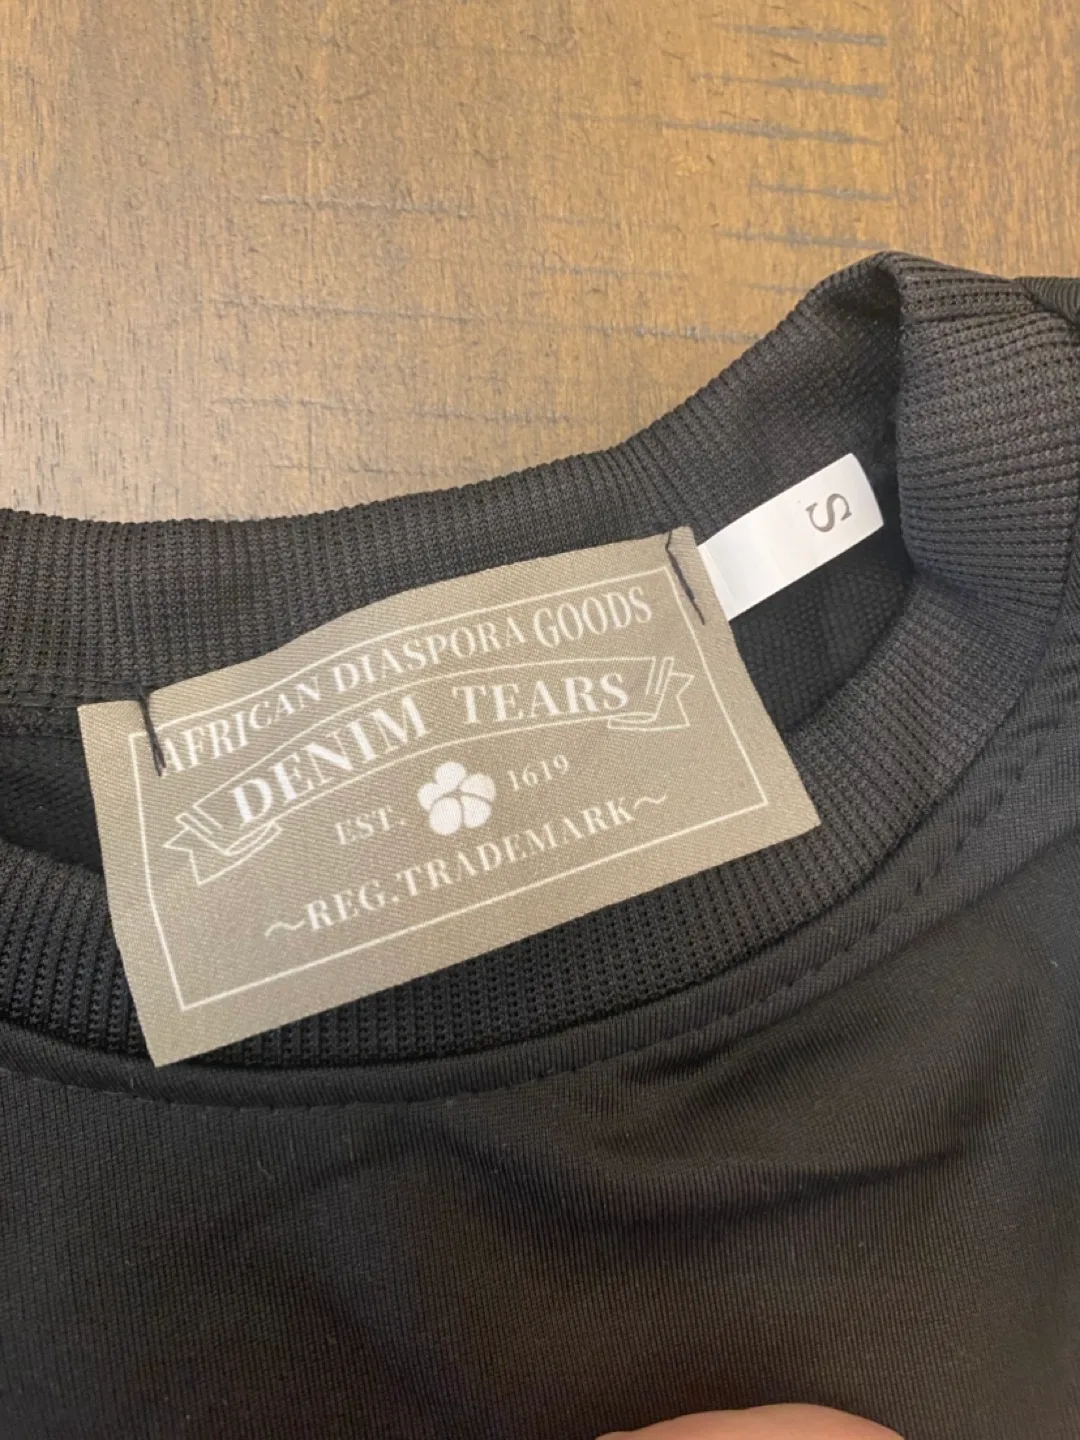 AFRICAN DIASPORA GOODS
DENIM TEARS
EST. 1619
~REG.TRADEMARK~
S